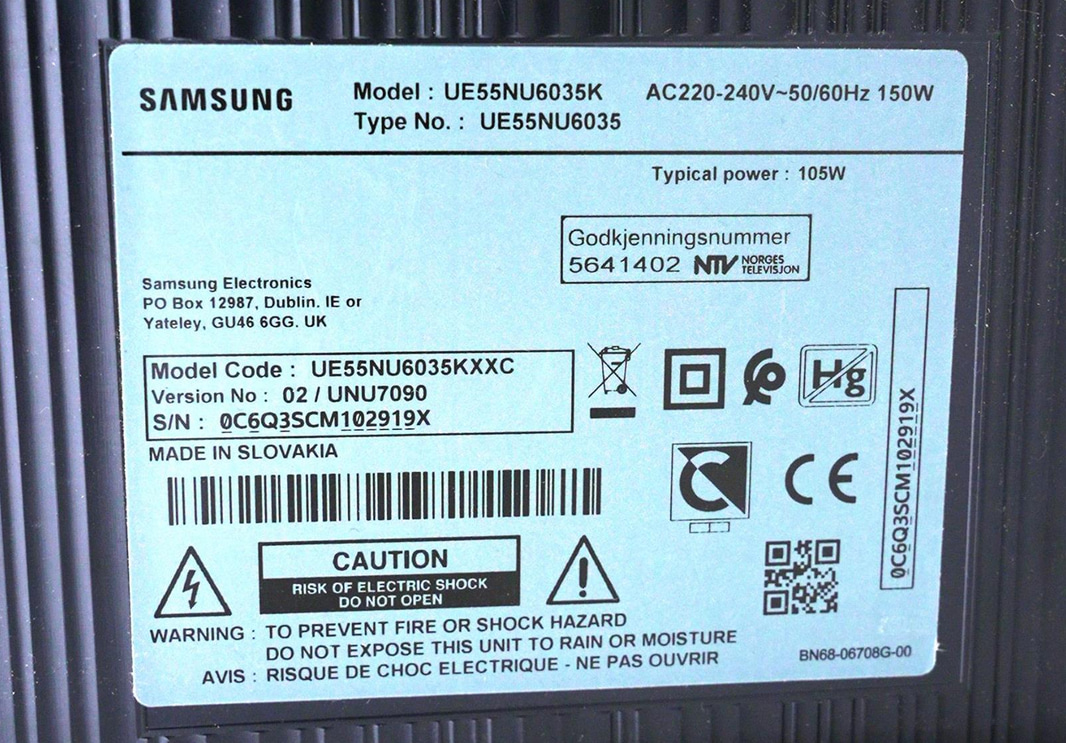 SAMSUNG
Model : UE55NU6035K
AC220-240V~50/60Hz 150W
Type No. : UE55NU6035
Typical power : 105W
Godkjenningsnummer
5641402 NTV NORGES TELEVISJON
Samsung Electronics
PO Box 12987, Dublin. IE or
Yateley, GU46 6GG. UK
Model Code : UE55NU6035KXXC
Version No : 02 / UNU7090
S/N : 0C6Q3SCM102919X
MADE IN SLOVAKIA
Hg
CE
0C6Q3SCM102919X
CAUTION
RISK OF ELECTRIC SHOCK
DO NOT OPEN
WARNING : TO PREVENT FIRE OR SHOCK HAZARD
DO NOT EXPOSE THIS UNIT TO RAIN OR MOISTURE
AVIS : RISQUE DE CHOC ELECTRIQUE - NE PAS OUVRIR
BN68-06708G-00